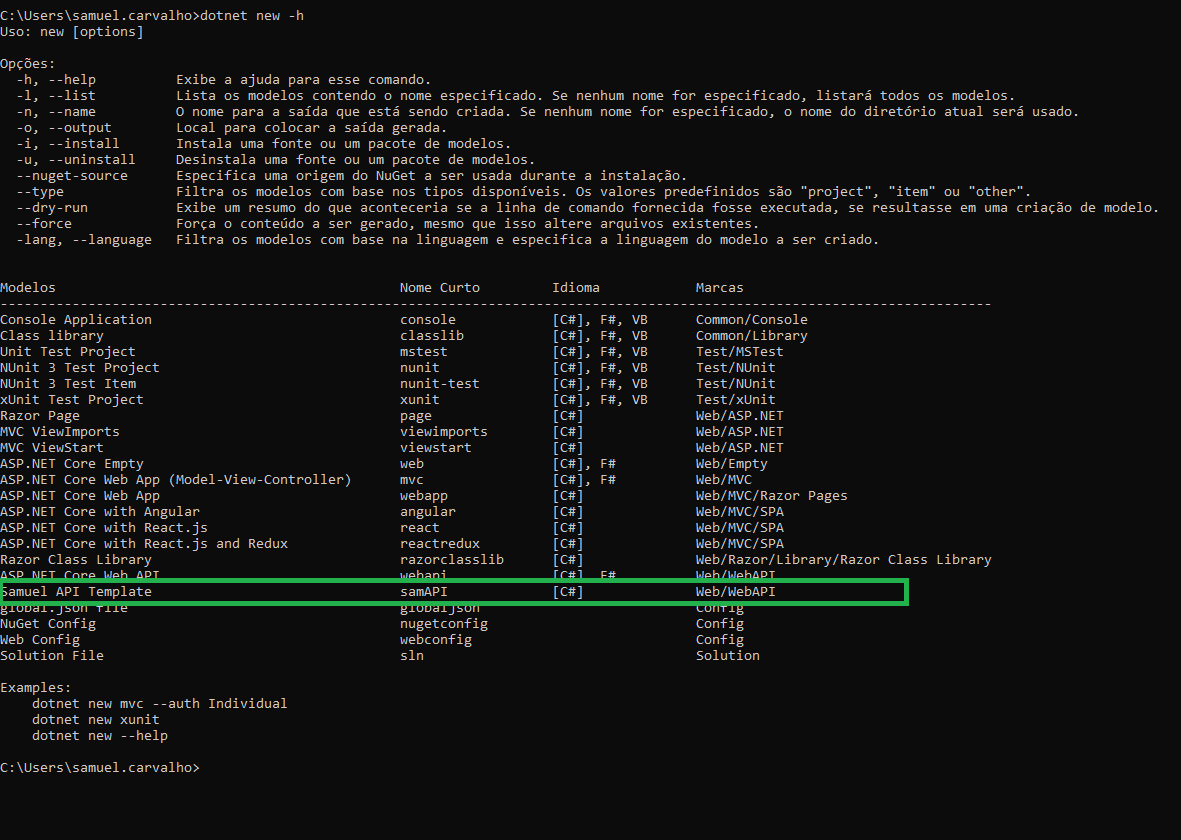 C:\Users\samuel.carvalho>dotnet new -h
Uso: new [options]
Opções:
-h, --help Exibe a ajuda para esse comando.
-l, --list Lista os modelos contendo o nome especificado. Se nenhum nome for especificado, listará todos os modelos.
-n, --name O nome para a saída que está sendo criada. Se nenhum nome for especificado, o nome do diretório atual será usado.
-o, --output Local para colocar a saída gerada.
-i, --install Instala uma fonte ou um pacote de modelos.
-u, --uninstall Desinstala uma fonte ou um pacote de modelos.
--nuget-source Especifica uma origem do NuGet a ser usada durante a instalação.
--type Filtra os modelos com base nos tipos disponíveis. Os valores predefinidos são "project", "item" ou "other".
--dry-run Exibe um resumo do que aconteceria se a linha de comando fornecida fosse executada, se resultasse em uma criação de modelo.
--force Força o conteúdo a ser gerado, mesmo que isso altere arquivos existentes.
-lang, --language Filtra os modelos com base na linguagem e especifica a linguagem do modelo a ser criado.
Modelos Nome Curto Idioma Marcas
----------------------------------------------------------------------------------------------------------------------------
Console Application console [C#], F#, VB Common/Console
Class library classlib [C#], F#, VB Common/Library
Unit Test Project mstest [C#], F#, VB Test/MSTest
NUnit 3 Test Project nunit [C#], F#, VB Test/NUnit
NUnit 3 Test Item nunit-test [C#], F#, VB Test/NUnit
xUnit Test Project xunit [C#], F#, VB Test/xUnit
Razor Page page [C#] Web/ASP.NET
MVC ViewImports viewimports [C#] Web/ASP.NET
MVC ViewStart viewstart [C#] Web/ASP.NET
ASP.NET Core Empty web [C#], F# Web/Empty
ASP.NET Core Web App (Model-View-Controller) mvc [C#], F# Web/MVC
ASP.NET Core Web App webapp [C#] Web/MVC/Razor Pages
ASP.NET Core with Angular angular [C#] Web/MVC/SPA
ASP.NET Core with React.js react [C#] Web/MVC/SPA
ASP.NET Core with React.js and Redux reactredux [C#] Web/MVC/SPA
Razor Class Library razorclasslib [C#] Web/Razor/Library/Razor Class Library
ASP.NET Core Web API webapi [C#], F# Web/WebAPI
Samuel API Template samAPI [C#] Web/WebAPI
global.json file globaljson Config
NuGet Config nugetconfig Config
Web Config webconfig Config
Solution File sln Solution
Examples:
dotnet new mvc --auth Individual
dotnet new xunit
dotnet new --help
C:\Users\samuel.carvalho>